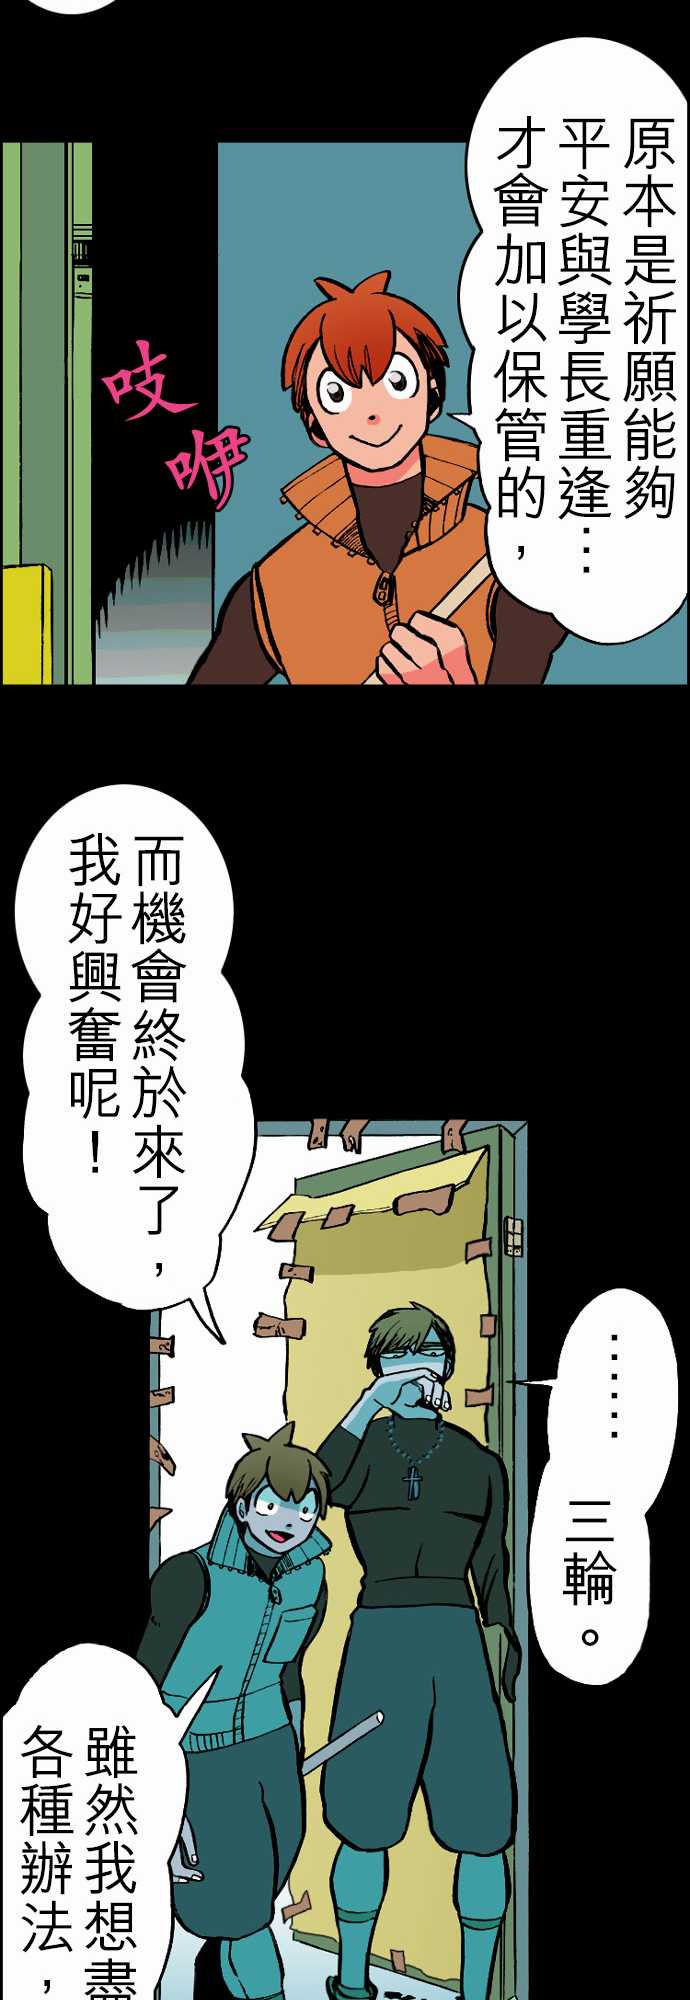 原本是祈願能夠
平安與學長重逢…
才會加以保管的，
吱
咿
而機會終於來了，
我好興奮呢！
……三輪。
雖然我想盡
各種辦法，